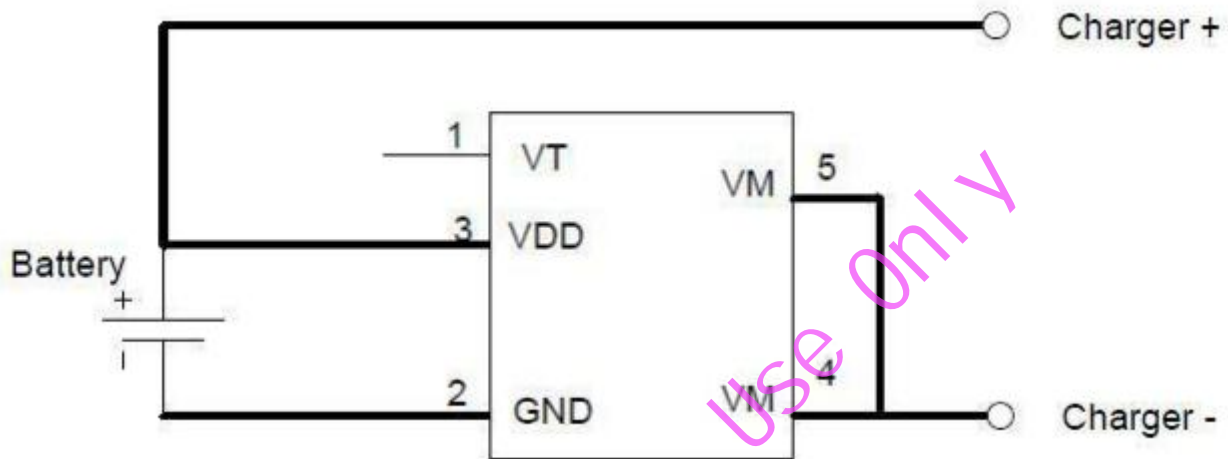 Charger +
1
VT
VM
5
3
VDD
Battery
+
2
GND
VM
4
Charger -
Use Only